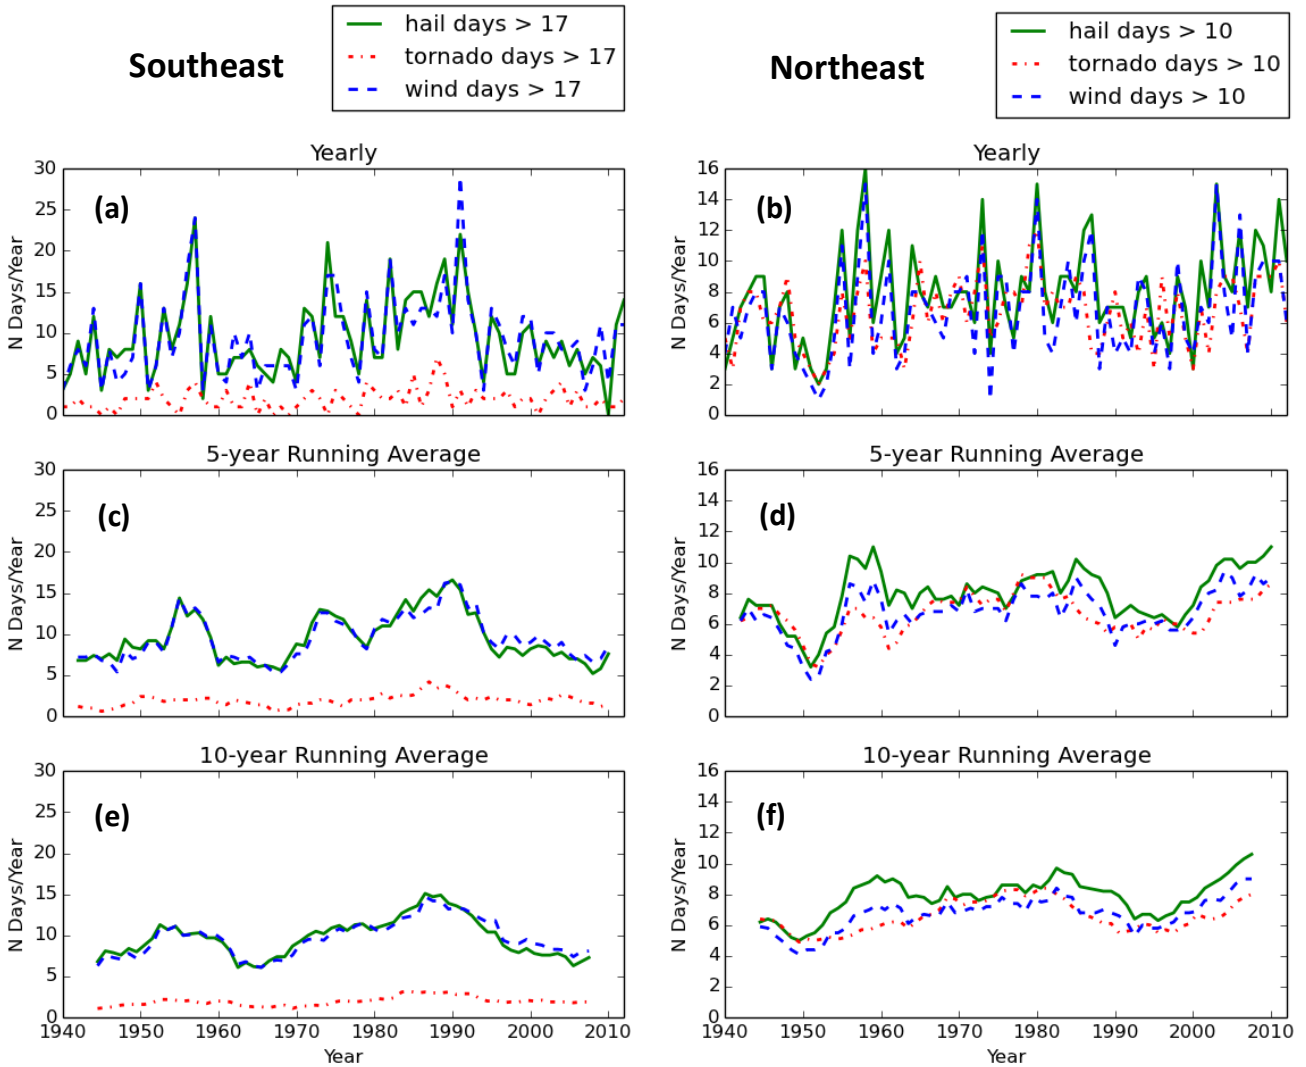 Southeast
hail days > 17
tornado days > 17
wind days > 17
Northeast
hail days > 10
tornado days > 10
wind days > 10
Yearly
(a)
N Days/Year
30
25
20
15
10
5
0
Yearly
(b)
N Days/Year
16
14
12
10
8
6
4
2
0
5-year Running Average
(c)
N Days/Year
30
25
20
15
10
5
0
5-year Running Average
(d)
N Days/Year
16
14
12
10
8
6
4
2
0
10-year Running Average
(e)
N Days/Year
30
25
20
15
10
5
0
1940 1950 1960 1970 1980 1990 2000 2010
Year
10-year Running Average
(f)
N Days/Year
16
14
12
10
8
6
4
2
0
1940 1950 1960 1970 1980 1990 2000 2010
Year